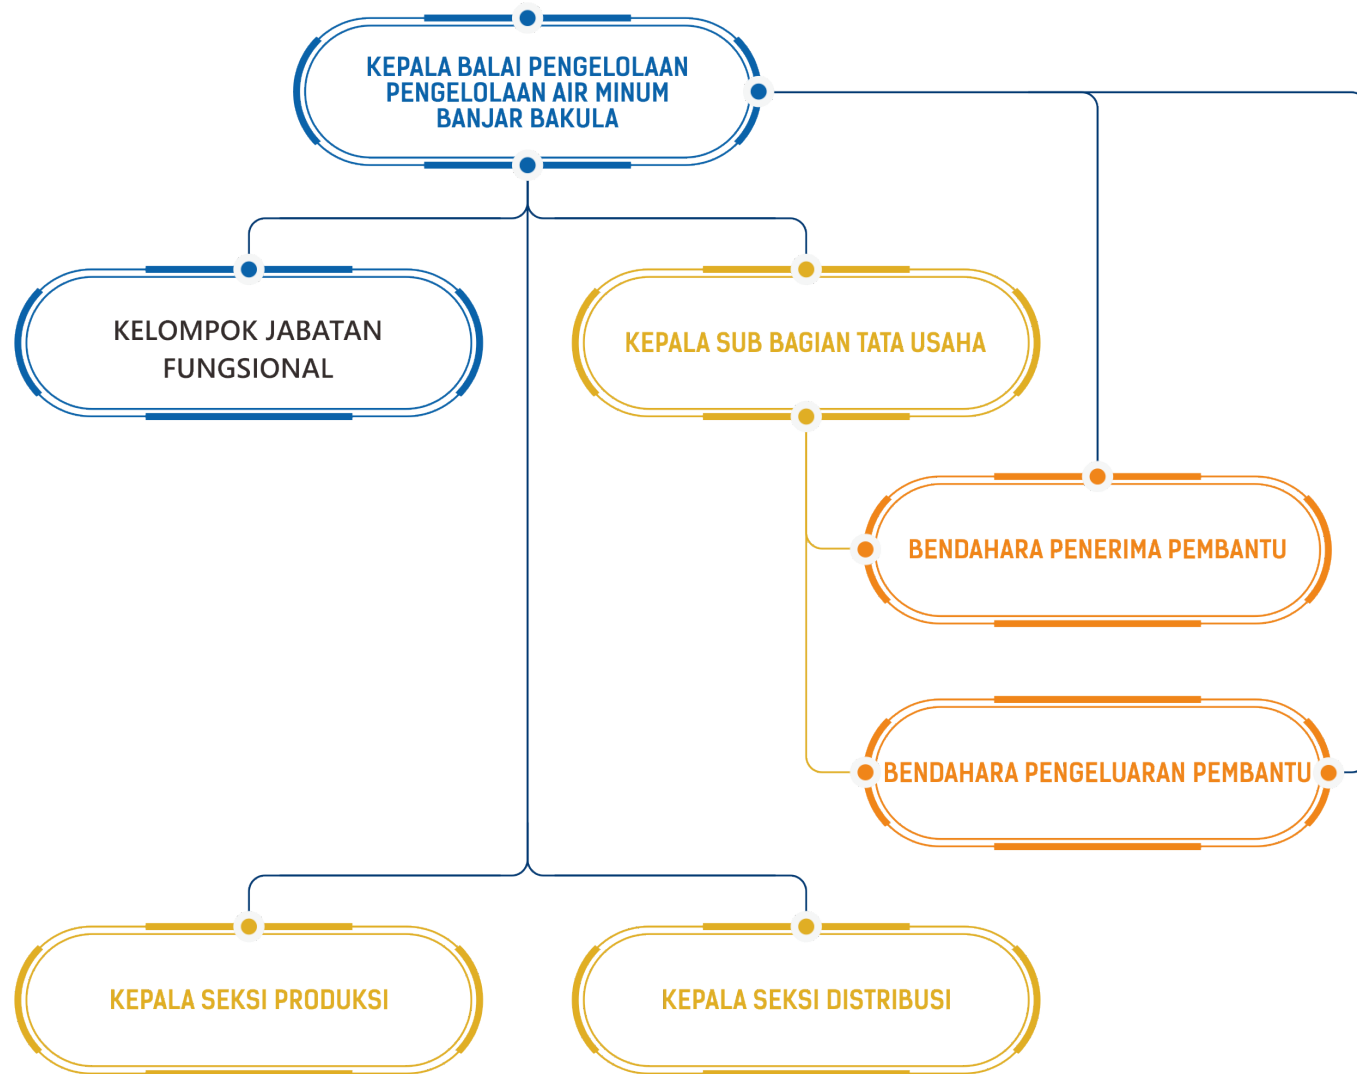 KEPALA BALAI PENGELOLAAN
PENGELOLAAN AIR MINUM
BANJAR BAKULA
KELOMPOK JABATAN
FUNGSIONAL
KEPALA SUB BAGIAN TATA USAHA
BENDAHARA PENERIMA PEMBANTU
BENDAHARA PENGELUARAN PEMBANTU
KEPALA SEKSI PRODUKSI
KEPALA SEKSI DISTRIBUSI